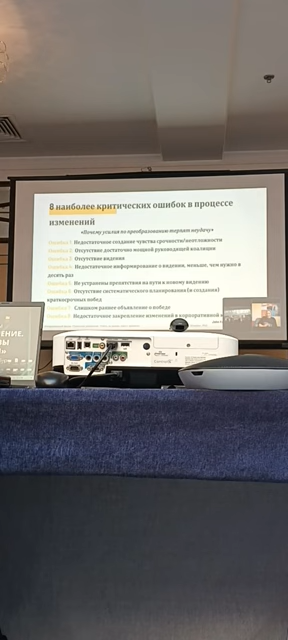 8 наиболее критических ошибок в процессе
изменений
«Почему усилия по преобразованию терпят неудачу»
Ошибка 1: Недостаточное создание чувства срочности/неотложности
Ошибка 2: Отсутствие достаточно мощной руководящей коалиции
Ошибка 3: Отсутствие видения
Ошибка 4: Недостаточное информирование о видении, меньше, чем нужно в
десять раз
Ошибка 5: Не устранены препятствия на пути к новому видению
Ошибка 6: Отсутствие систематического планирования (и создания)
краткосрочных побед
Ошибка 7: Слишком раннее объявление о победе
Ошибка 8: Недостаточное закрепление изменений в корпоративной